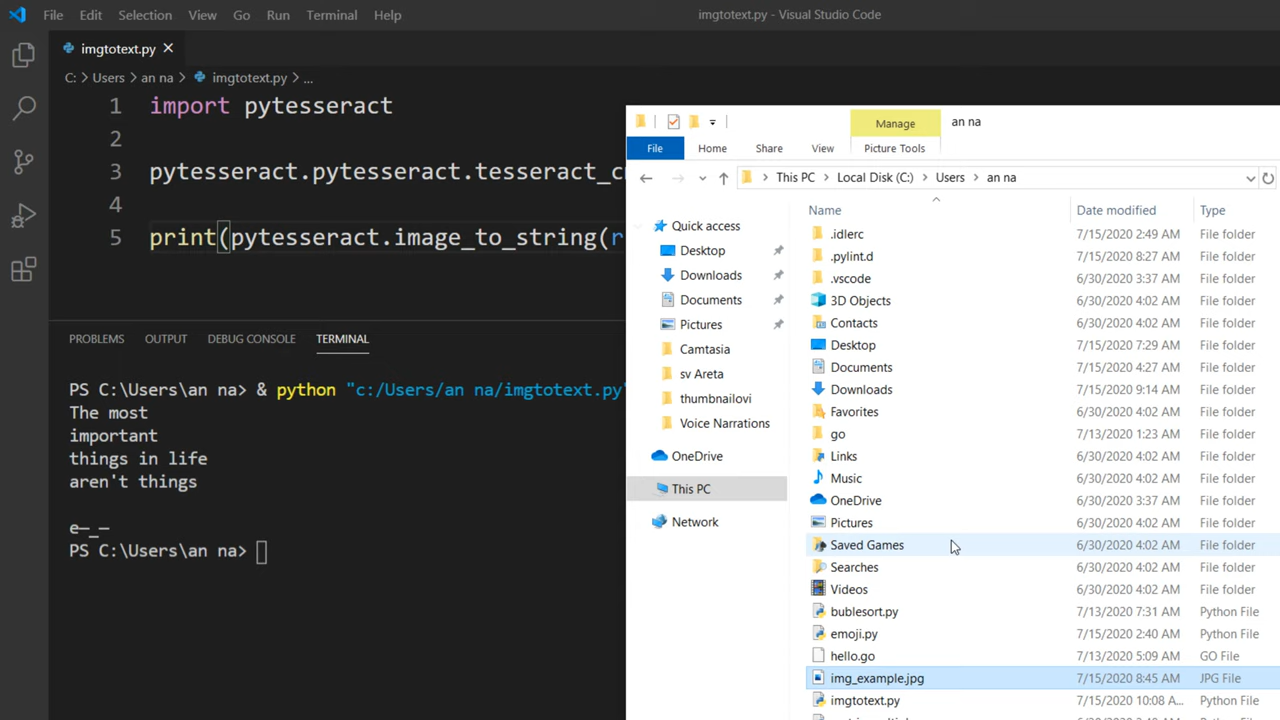 File Edit Selection View Go Run Terminal Help
imgtotext.py - Visual Studio Code
imgtotext.py
C: > Users > an na > imgtotext.py > ...
1 import pytesseract
2
3 pytesseract.pytesseract.tesseract_c
4
5 print(pytesseract.image_to_string(r
PROBLEMS OUTPUT DEBUG CONSOLE TERMINAL
PS C:\Users\an na> & python "c:/Users/an na/imgtotext.py"
The most
important
things in life
aren't things
e—_—
PS C:\Users\an na>
Manage an na
File Home Share View Picture Tools
This PC > Local Disk (C:) > Users > an na
Quick access
Desktop
Downloads
Documents
Pictures
Camtasia
sv Areta
thumbnailovi
Voice Narrations
OneDrive
This PC
Network
Name Date modified Type
.idlerc 7/15/2020 2:49 AM File folder
.pylint.d 7/15/2020 8:27 AM File folder
.vscode 6/30/2020 3:37 AM File folder
3D Objects 6/30/2020 4:02 AM File folder
Contacts 6/30/2020 4:02 AM File folder
Desktop 7/15/2020 7:29 AM File folder
Documents 7/15/2020 4:27 AM File folder
Downloads 7/15/2020 9:14 AM File folder
Favorites 6/30/2020 4:02 AM File folder
go 7/13/2020 1:23 AM File folder
Links 6/30/2020 4:02 AM File folder
Music 6/30/2020 4:02 AM File folder
OneDrive 6/30/2020 3:37 AM File folder
Pictures 6/30/2020 4:02 AM File folder
Saved Games 6/30/2020 4:02 AM File folder
Searches 6/30/2020 4:02 AM File folder
Videos 6/30/2020 4:02 AM File folder
bublesort.py 7/13/2020 7:31 AM Python File
emoji.py 7/15/2020 2:40 AM Python File
hello.go 7/13/2020 5:09 AM GO File
img_example.jpg 7/15/2020 8:45 AM JPG File
imgtotext.py 7/15/2020 10:08 A... Python File